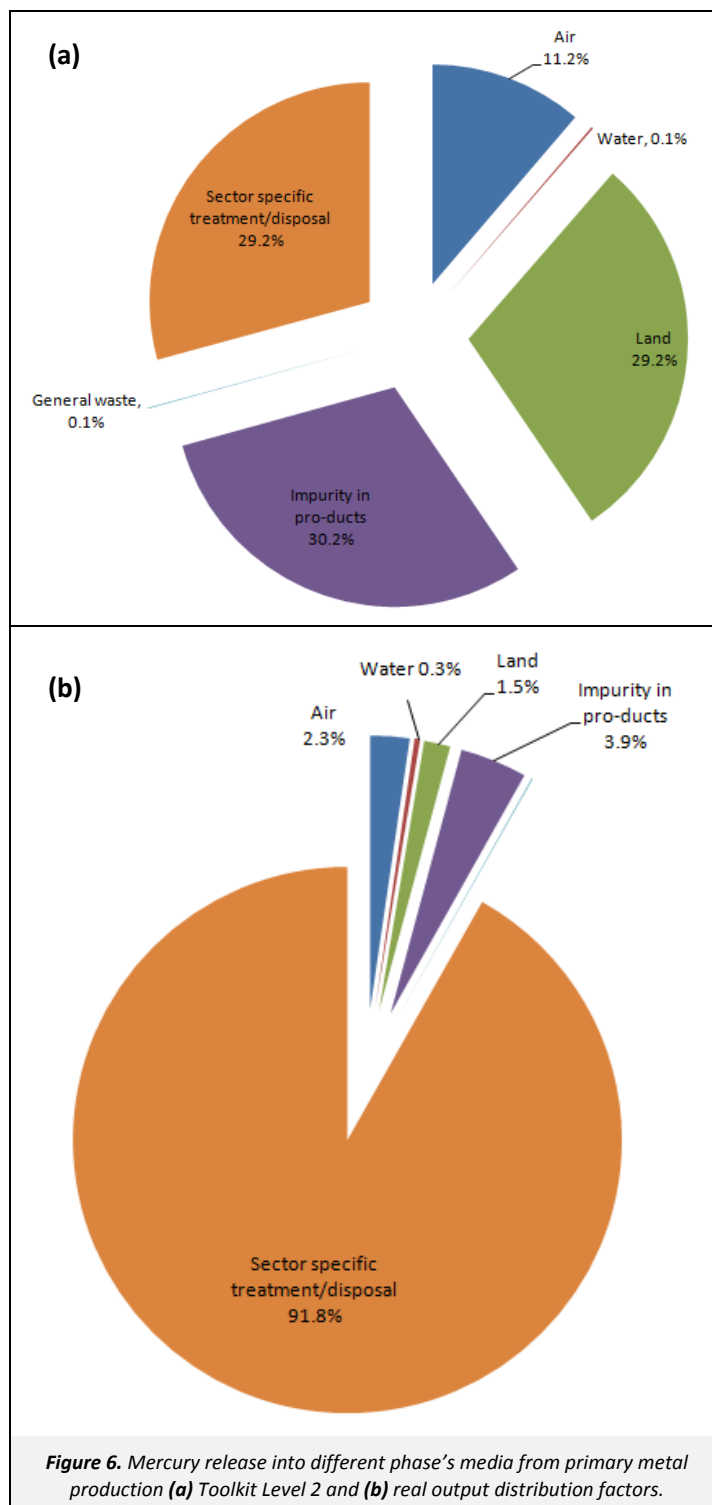 (a)
Air
11.2%
Water, 0.1%
Sector specific
treatment/disposal
29.2%
Land
29.2%
General waste,
0.1%
Impurity in
pro-ducts
30.2%
(b)
Air
2.3%
Water 0.3%
Land
1.5%
Impurity in
pro-ducts
3.9%
Sector specific
treatment/disposal
91.8%
Figure 6. Mercury release into different phase’s media from primary metal
production (a) Toolkit Level 2 and (b) real output distribution factors.